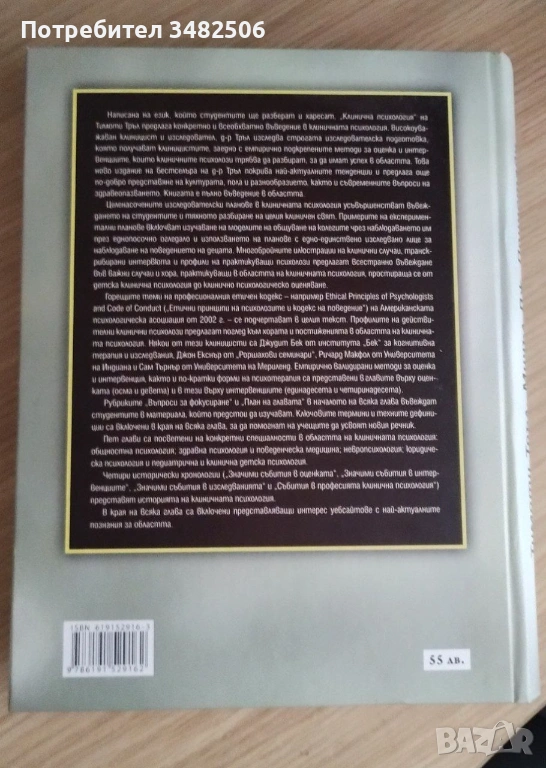 Потребител 3482506
Написана на език, който студентите ще разберат и харесат, „Клинична психология" на
Тимоти Тръл предлага конкретно и всеобхватно въведение в клиничната психология. Високоува-
жаван клиницист и изследовател, д-р Тръл изследва строгата изследователска подготовка,
която получават клиницистите, заедно с емпирично подкрепените методи за оценка и интер-
венциите, които клиничните психолози трябва да разбират, за да имат успех в областта. Това
ново издание на бестселъра на д-р Тръл покрива най-актуалните тенденции и предлага още
по-добро представяне на културата, пола и разнообразието, както и съвременните въпроси на
здравеопазването. Книгата е пълно въведение в областта.
Целенасочените изследователски планове в клиничната психология усъвършенстват въвеж-
дането на студентите и тяхното разбиране на целия клиничен свят. Примерите на експеримен-
тални планове включват изучаване на моделите на общуване на колегите чрез наблюдаването им
през еднопосочно огледало и използването на планове с едно-единствено изследвано лице за
наблюдаване на поведението на децата. Многобройните илюстрации на клинични случаи, транск-
рибирани интервюта и профили на практикуващи психолози предлагат всестранно въвеждане
във важни случаи и хора, практикуващи в областта на клиничната психология, простираща се от
детска клинична психология до клинично психологическо оценяване.
Горещите теми на професионалния етичен кодекс – например Ethical Principles of Psychologists
and Code of Conduct („Етични принципи на психолозите и кодекс на поведение") на Американската
психологическа асоциация от 2002 г. – се подчертават в целия текст. Профилите на действи-
телни клинични психолози предлагат поглед към хората и постиженията в областта на клинична-
та психология. Някои от тези клиницисти са Джудит Бек от института „Бек" за когнитивна
терапия и изследвания, Джон Екснър от „Роршахови семинари", Ричард Макфол от Университета
на Индиана и Сам Търнър от Университета на Мериленд. Емпирично валидирани методи за оценка
и интервенция, както и по-кратки форми на психотерапия са представени в главите върху оцен-
ката (осма и девета) и в тези върху интервенциите (единадесета и четиринадесета).
Рубриките „Въпроси за фокусиране" и „План на главата" в началото на всяка глава въвеждат
студентите в материала, който предстои да изучават. Ключовите термини и техните дефини-
ции са включени в края на всяка глава, за да помогнат на учещите да усвоят новия речник.
Пет глави са посветени на конкретни специалности в областта на клиничната психология:
общностна психология; здравна психология и поведенческа медицина; невропсихология; юридиче-
ска психология и педиатрична и клинична детска психология.
Четири исторически хронологии („Значими събития в оценката", „Значими събития в интер-
венциите", „Значими събития в изследванията" и „Събития в професията клинична психология")
представят историята на клиничната психология.
В края на всяка глава са включени представляващи интерес уебсайтове с най-актуалните
познания за областта.
ISBN 619152916-3
9786191529162
55 лв.
bazar